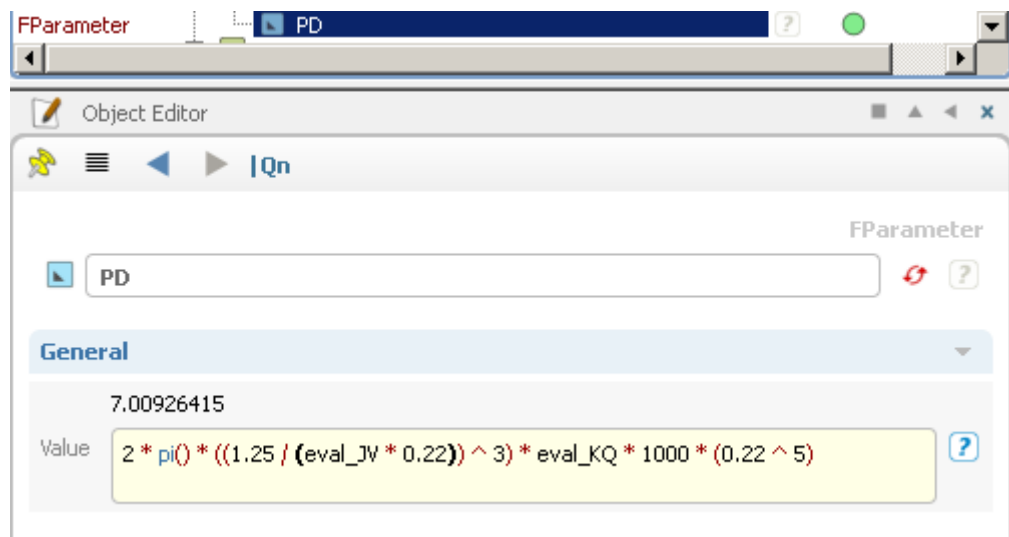 FParameter PD ?
Object Editor
|Qn
FParameter
PD ?
General
7.00926415
Value 2 * pi() * ((1.25 / (eval_JV * 0.22)) ^ 3) * eval_KQ * 1000 * (0.22 ^ 5) ?